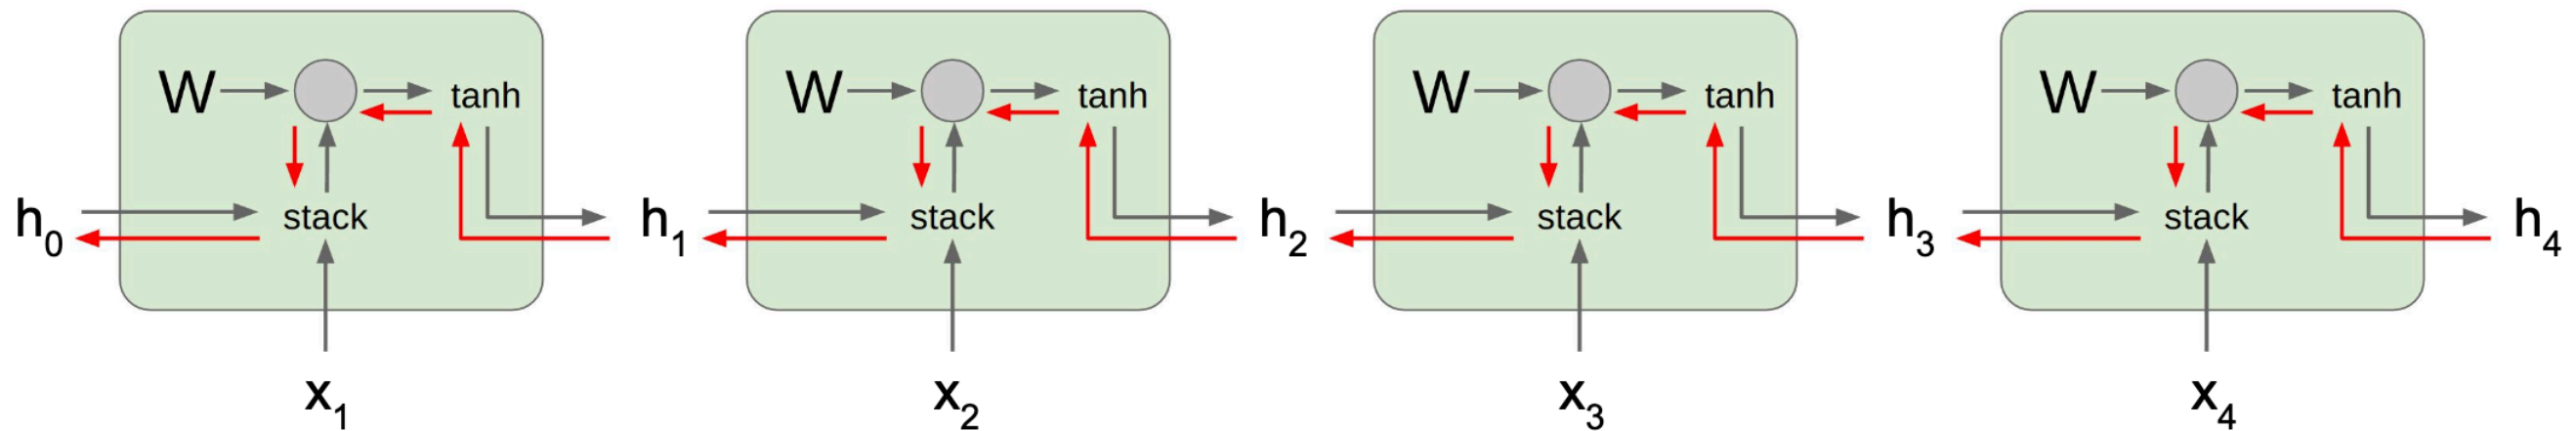 W tanh W tanh W tanh W tanh
h0 stack h1 stack h2 stack h3 stack h4
x1 x2 x3 x4